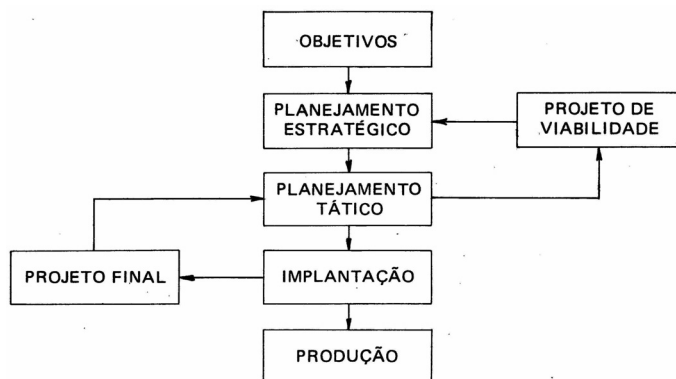 OBJETIVOS
PLANEJAMENTO
ESTRATÉGICO
PROJETO DE
VIABILIDADE
PLANEJAMENTO
TÁTICO
PROJETO FINAL
IMPLANTAÇÃO
PRODUÇÃO